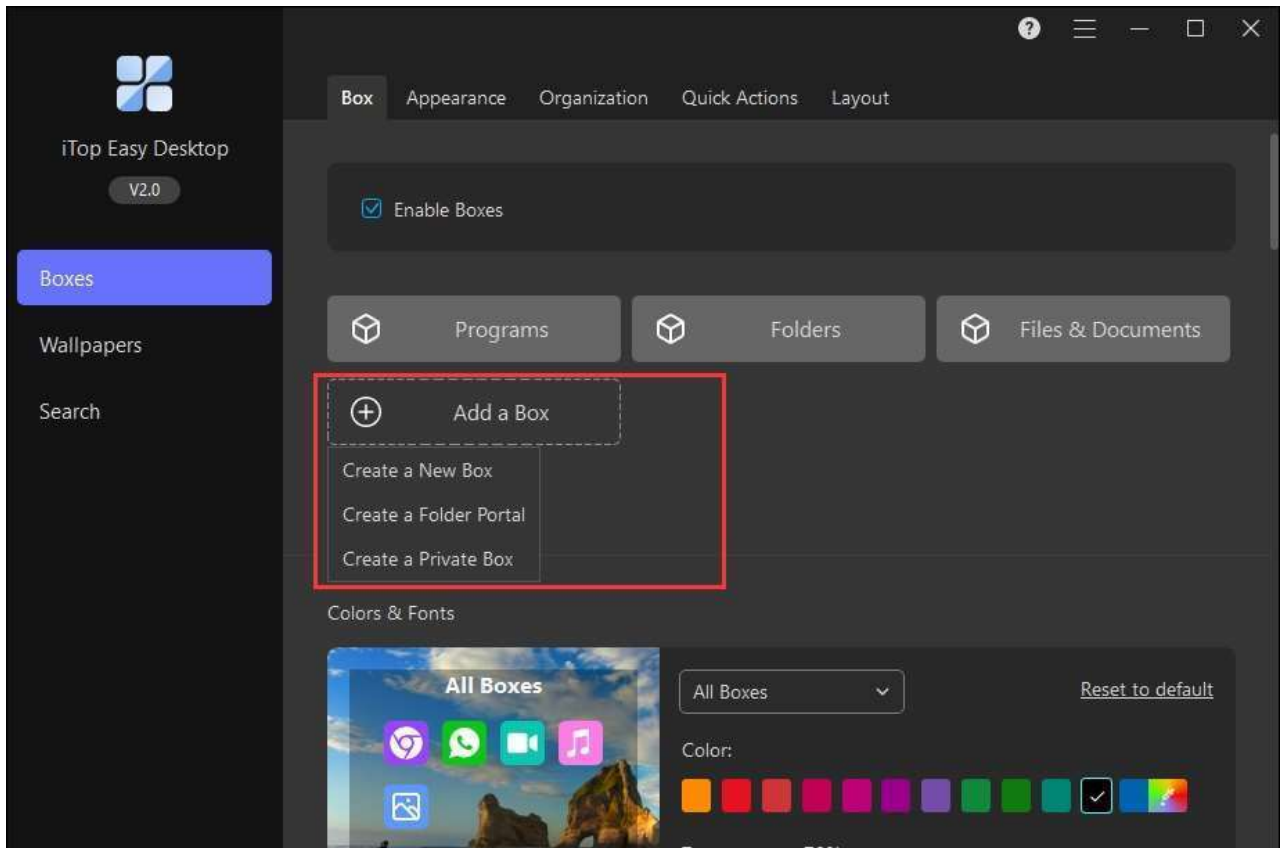 iTop Easy Desktop
V2.0
Boxes
Wallpapers
Search
Box Appearance Organization Quick Actions Layout
Enable Boxes
Programs Folders Files & Documents
Add a Box
Create a New Box
Create a Folder Portal
Create a Private Box
Colors & Fonts
All Boxes
All Boxes Reset to default
Color: